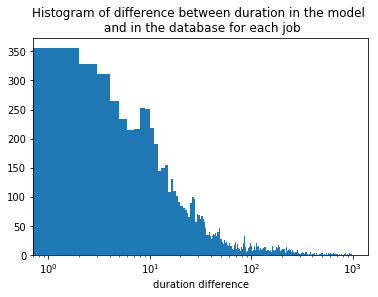 Histogram of difference between duration in the model
and in the database for each job
350
300
250
200
150
100
50
0
10⁰ 10¹ 10² 10³
duration difference